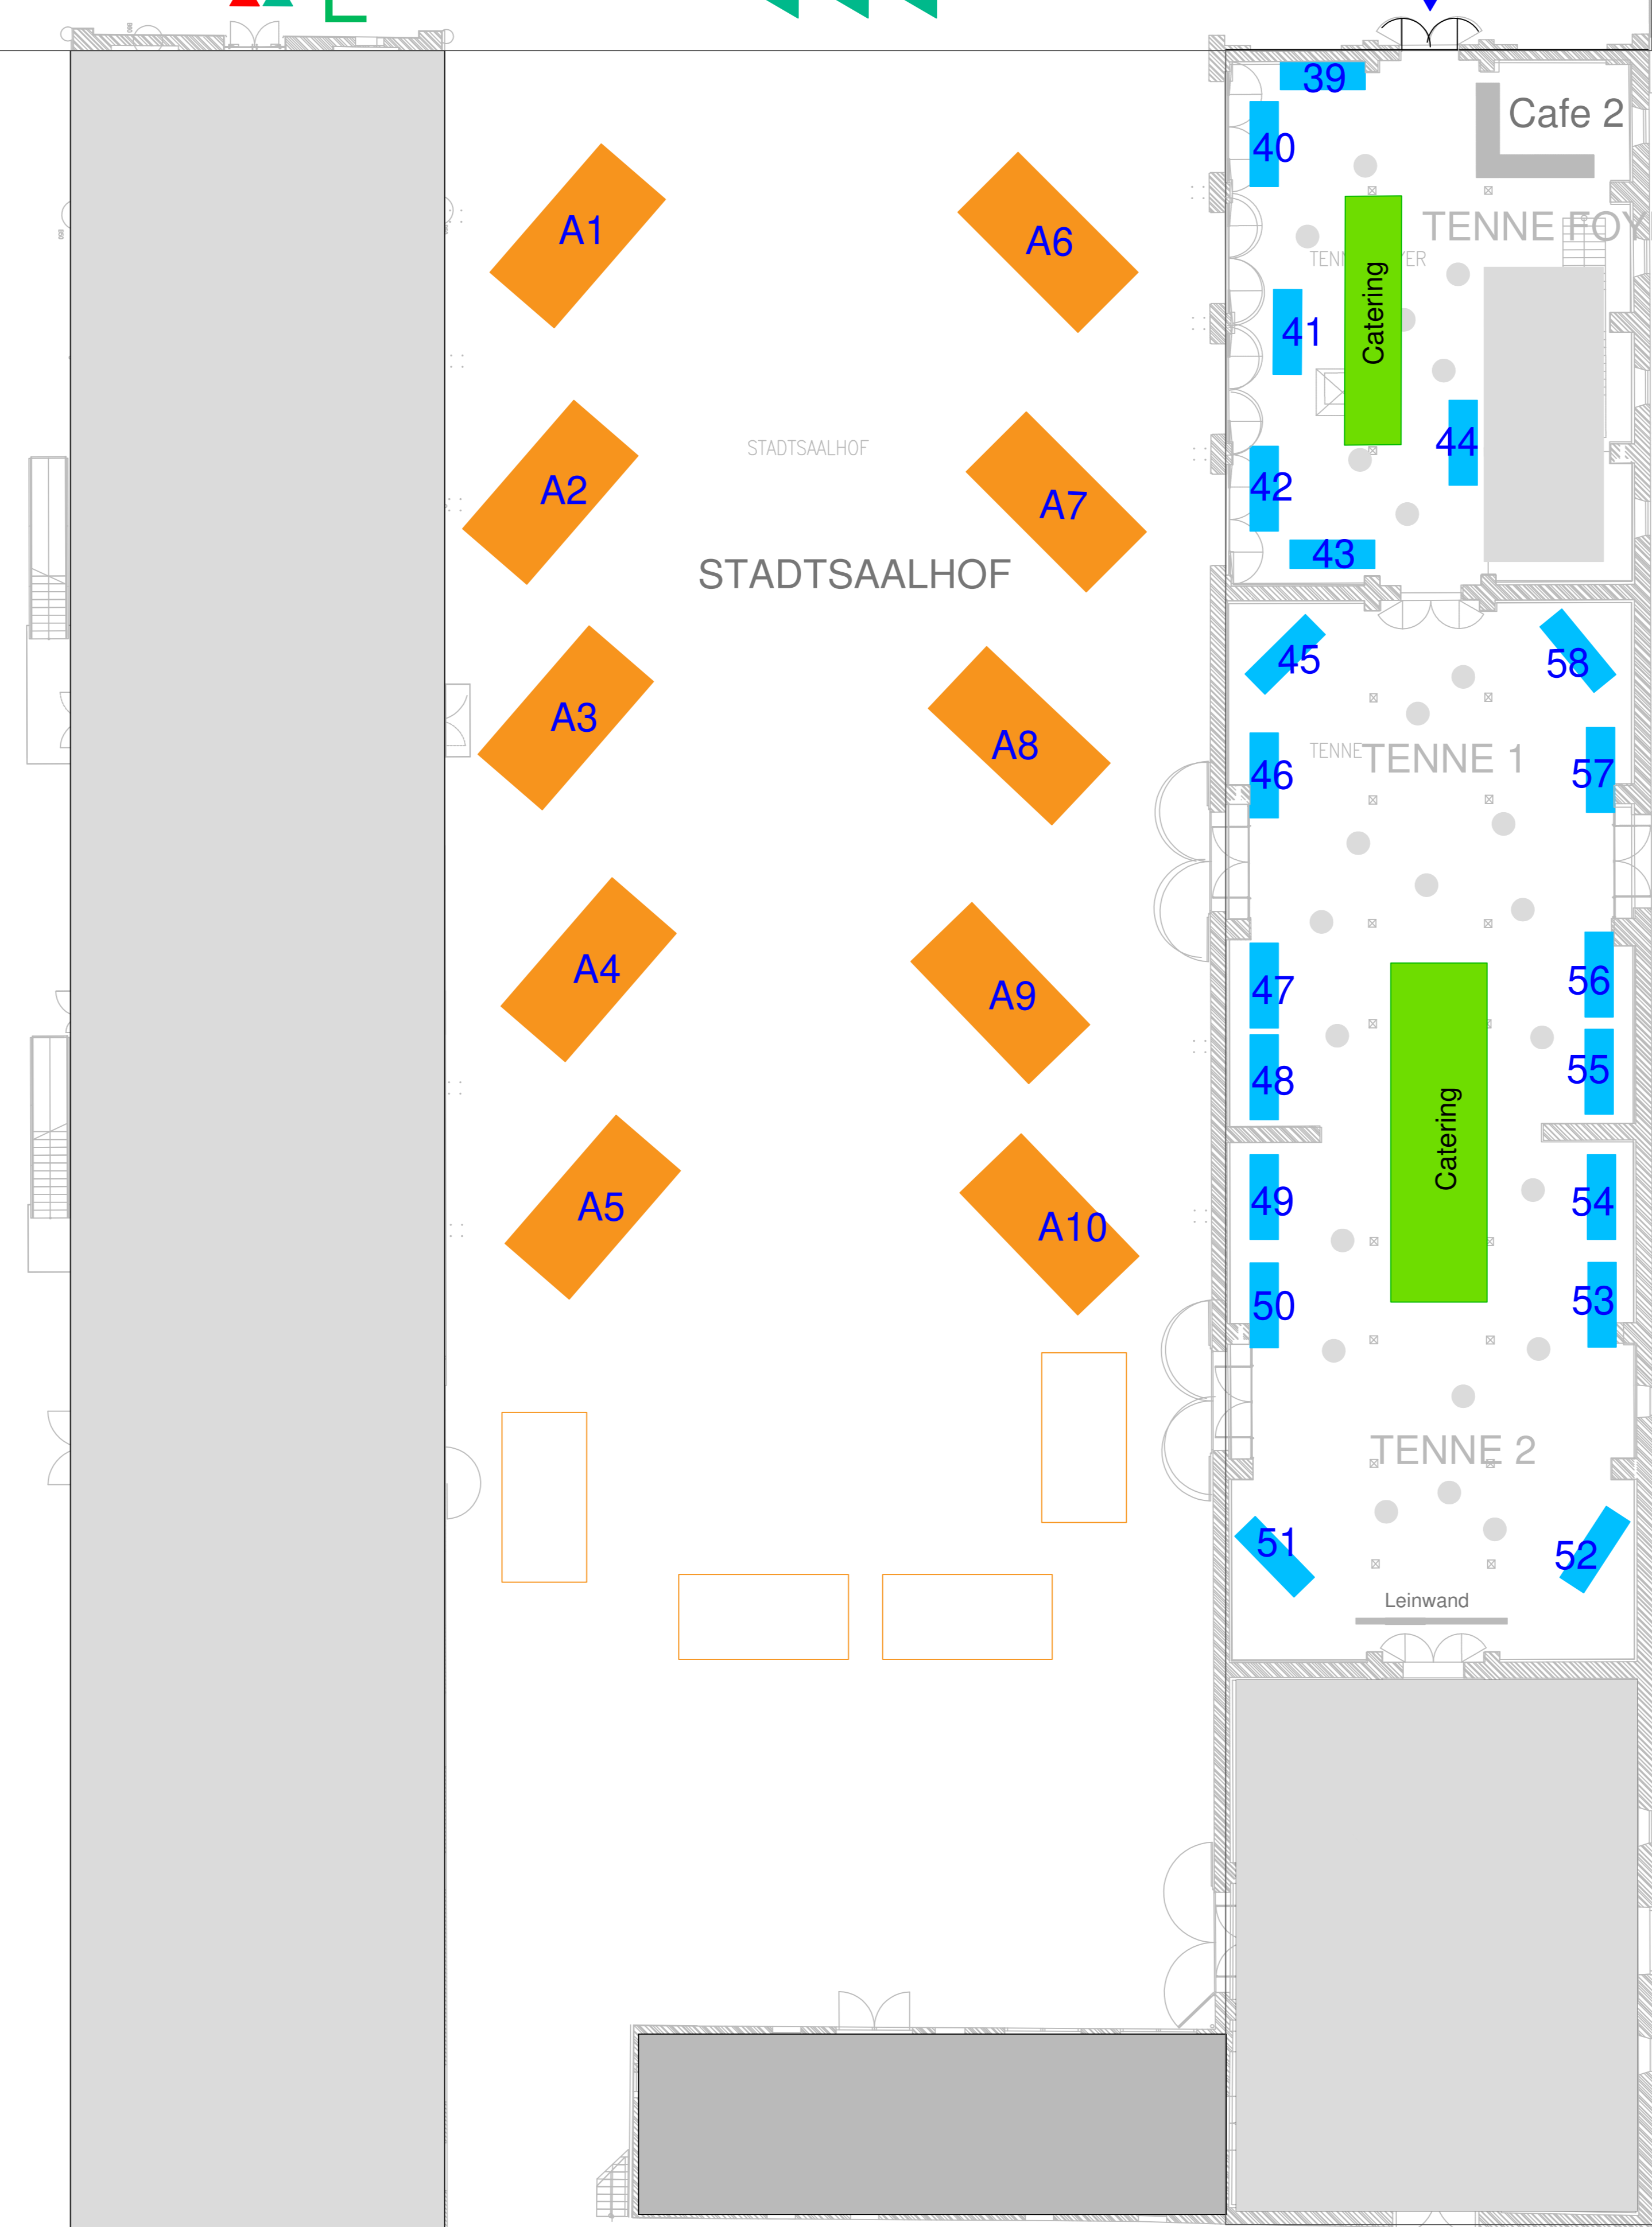 39
Cafe 2
40
A1
A6
TENNE FOY
Catering
41
44
STADTSAALHOF
A2
42
A7
43
STADTSAALHOF
45
58
A3
A8
TENNE
TENNE 1
46
57
A4
A9
47
56
48
55
Catering
A5
A10
49
54
50
53
TENNE 2
51
52
Leinwand